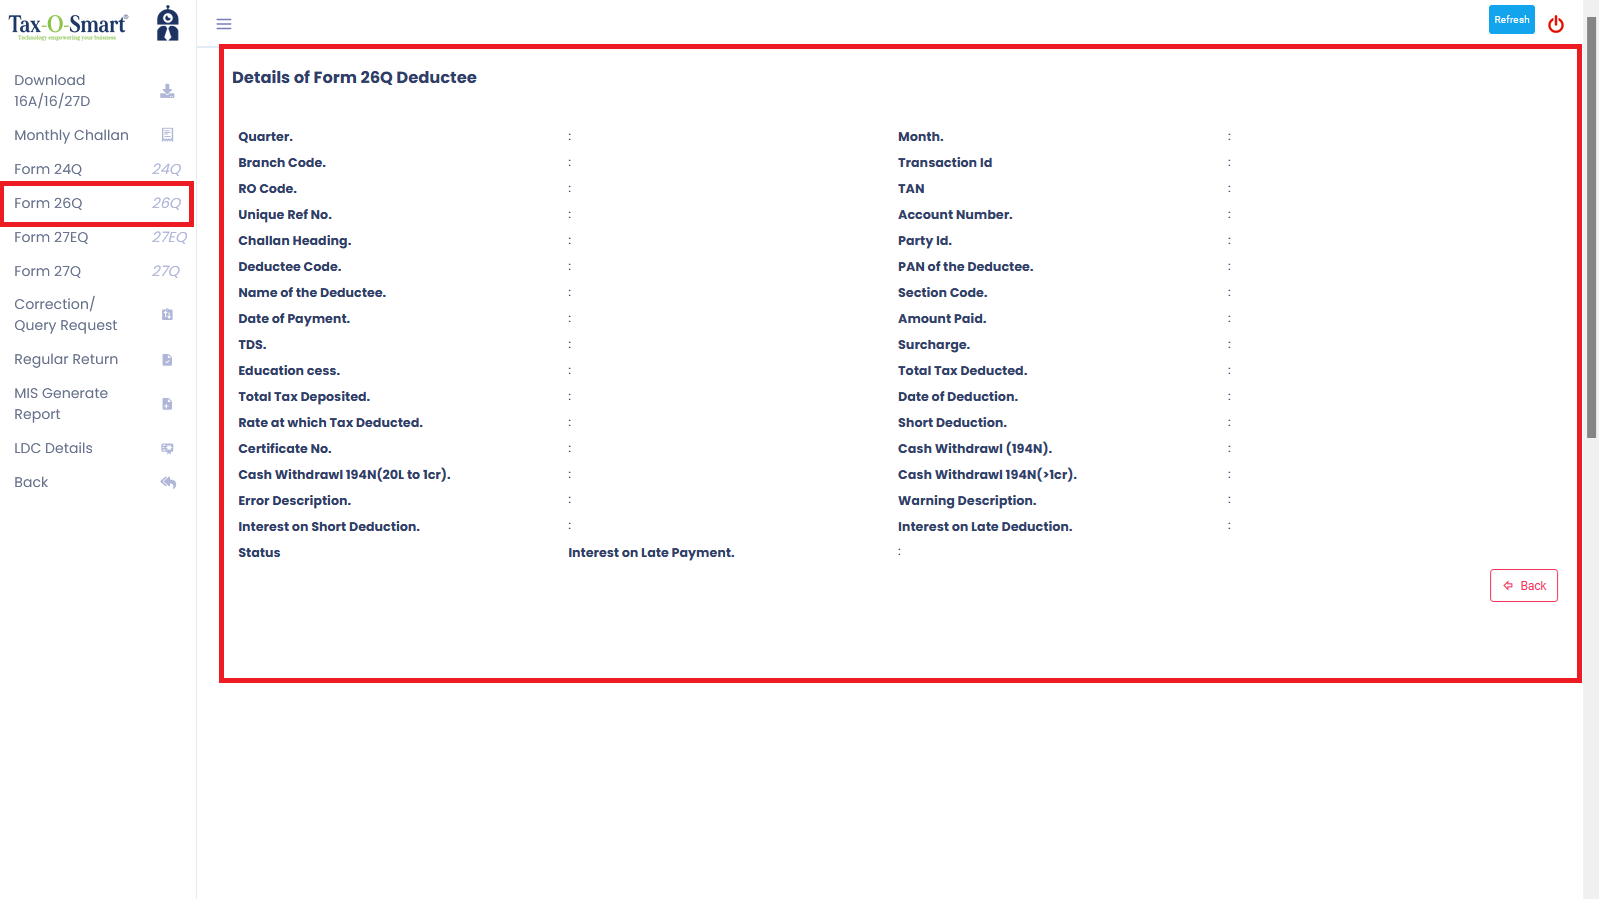 Tax-O-Smart®
Technology empowering your business
Refresh
Download
16A/16/27D
Monthly Challan
Form 24Q 24Q
Form 26Q 26Q
Form 27EQ 27EQ
Form 27Q 27Q
Correction/
Query Request
Regular Return
MIS Generate
Report
LDC Details
Back
Details of Form 26Q Deductee
Quarter. : Month. :
Branch Code. : Transaction Id :
RO Code. : TAN :
Unique Ref No. : Account Number. :
Challan Heading. : Party Id. :
Deductee Code. : PAN of the Deductee. :
Name of the Deductee. : Section Code. :
Date of Payment. : Amount Paid. :
TDS. : Surcharge. :
Education cess. : Total Tax Deducted. :
Total Tax Deposited. : Date of Deduction. :
Rate at which Tax Deducted. : Short Deduction. :
Certificate No. : Cash Withdrawl (194N). :
Cash Withdrawl 194N(20L to 1cr). : Cash Withdrawl 194N(>1cr). :
Error Description. : Warning Description. :
Interest on Short Deduction. : Interest on Late Deduction. :
Status Interest on Late Payment. :
Back